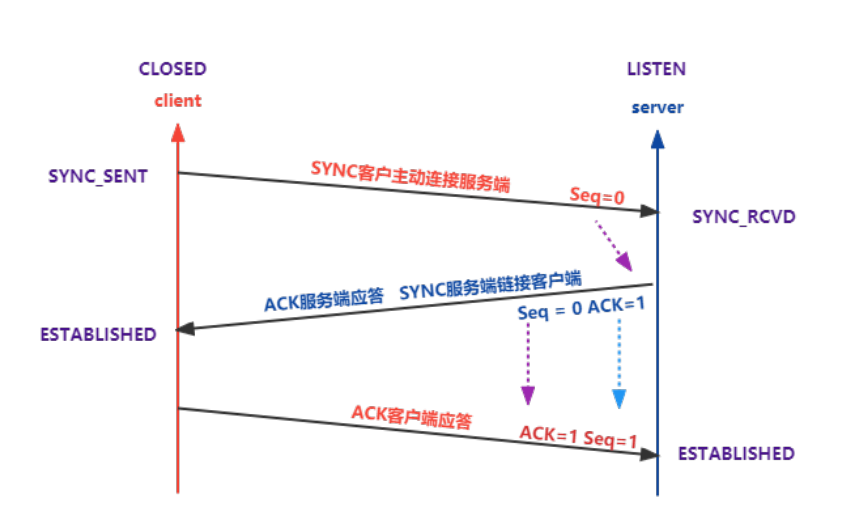 CLOSED
LISTEN
client
server
SYNC_SENT
SYNC客户主动连接服务端
Seq=0
SYNC_RCVD
ACK服务端应答 SYNC服务端链接客户端
Seq = 0 ACK=1
ESTABLISHED
ACK客户端应答
ACK=1 Seq=1
ESTABLISHED